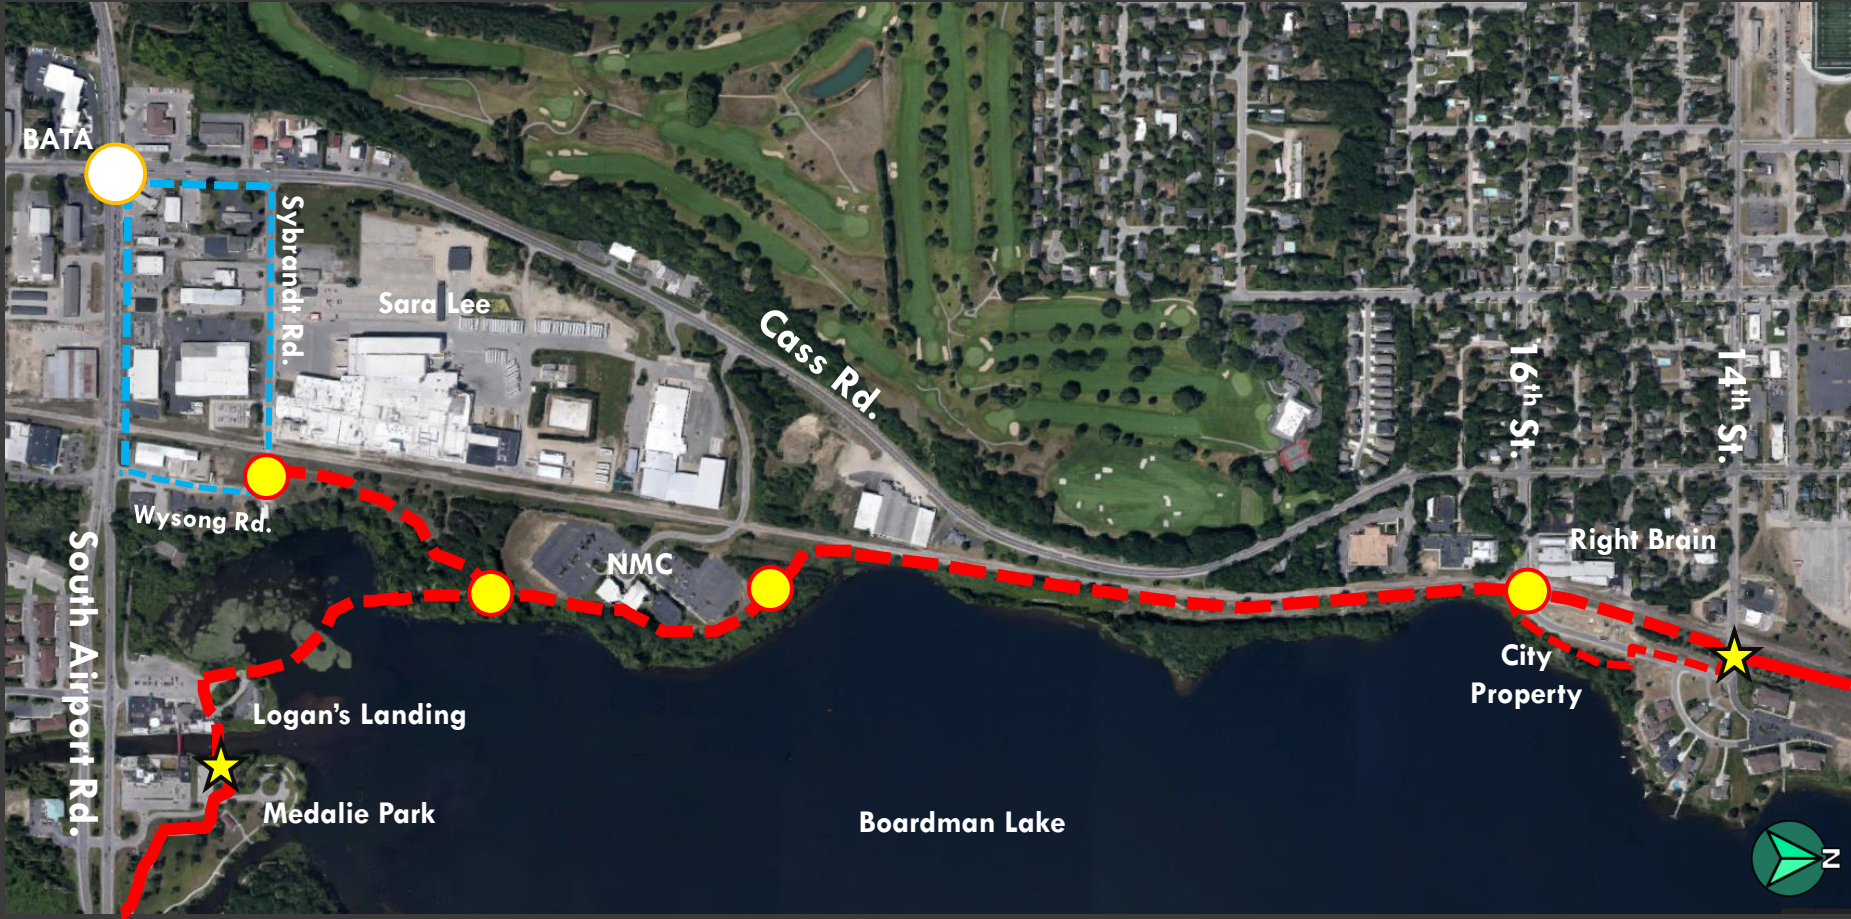 BATA
Sybrandt Rd.
Sara Lee
Cass Rd.
16th St.
14th St.
Wysong Rd.
South Airport Rd.
NMC
Right Brain
City
Property
Logan's Landing
Medalie Park
Boardman Lake
N